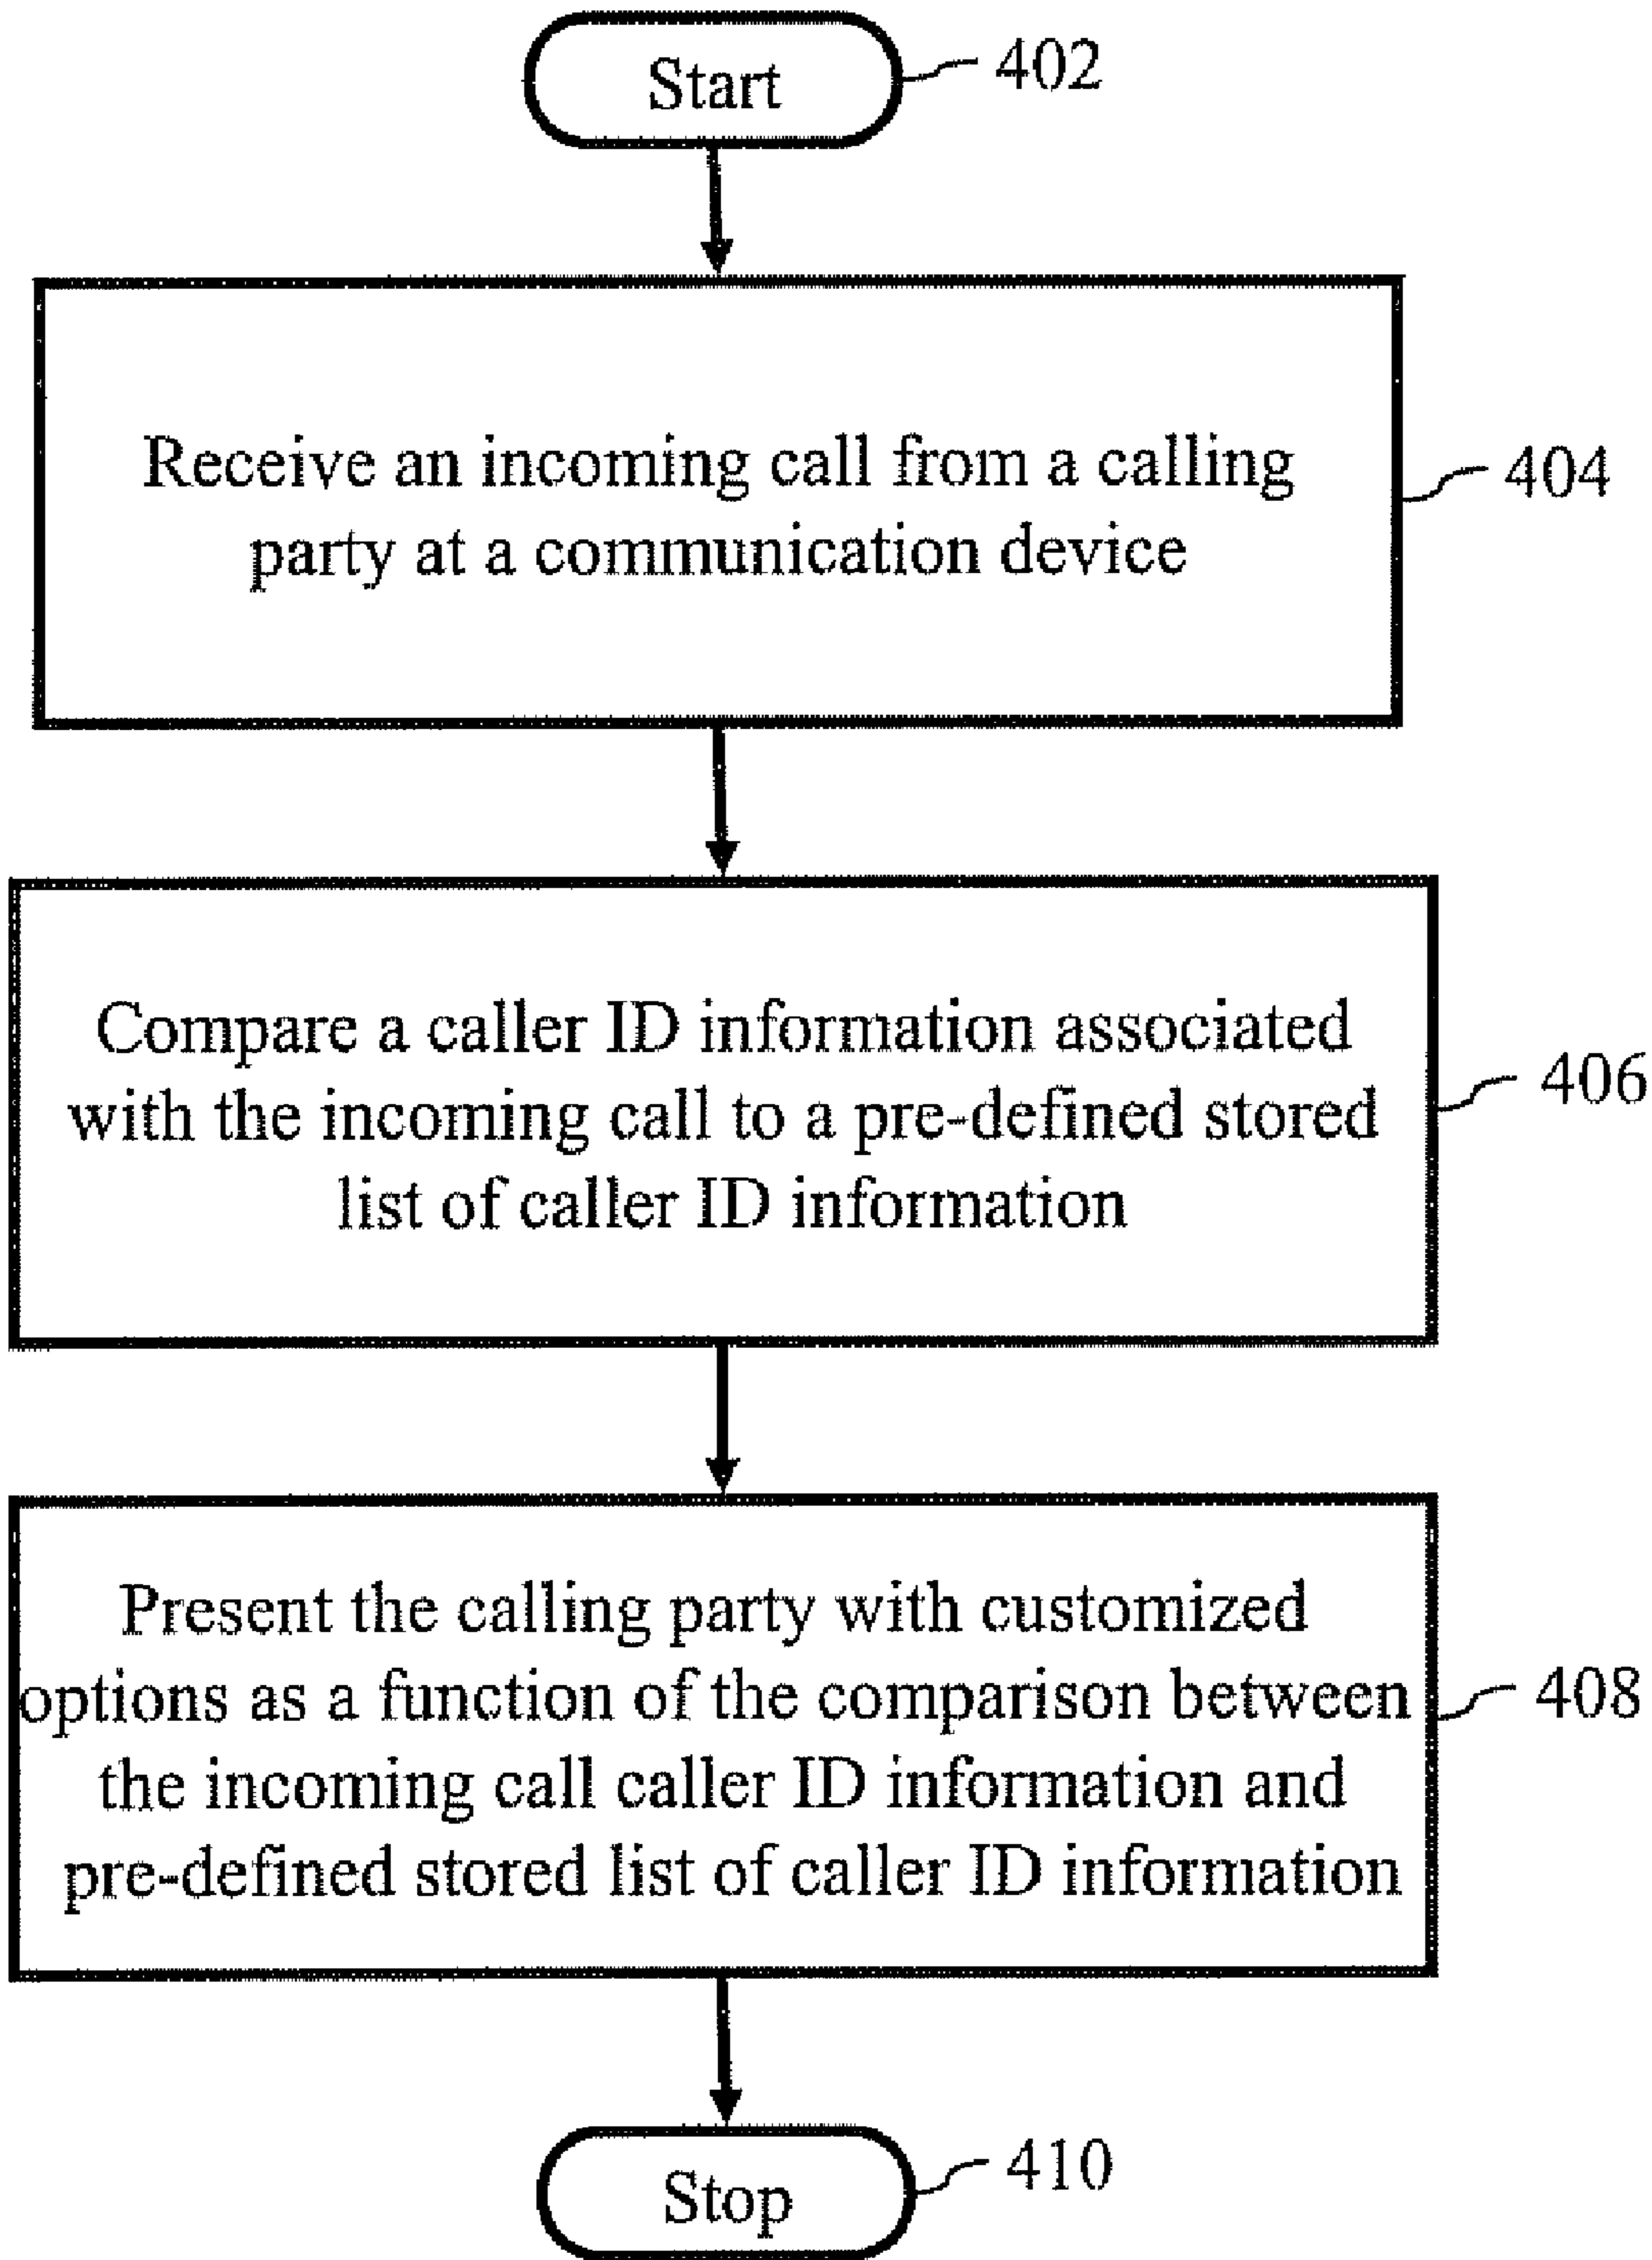 Start
402
Receive an incoming call from a calling
party at a communication device
404
Compare a caller ID information associated
with the incoming call to a pre-defined stored
list of caller ID information
406
Present the calling party with customized
options as a function of the comparison between
the incoming call caller ID information and
pre-defined stored list of caller ID information
408
Stop
410